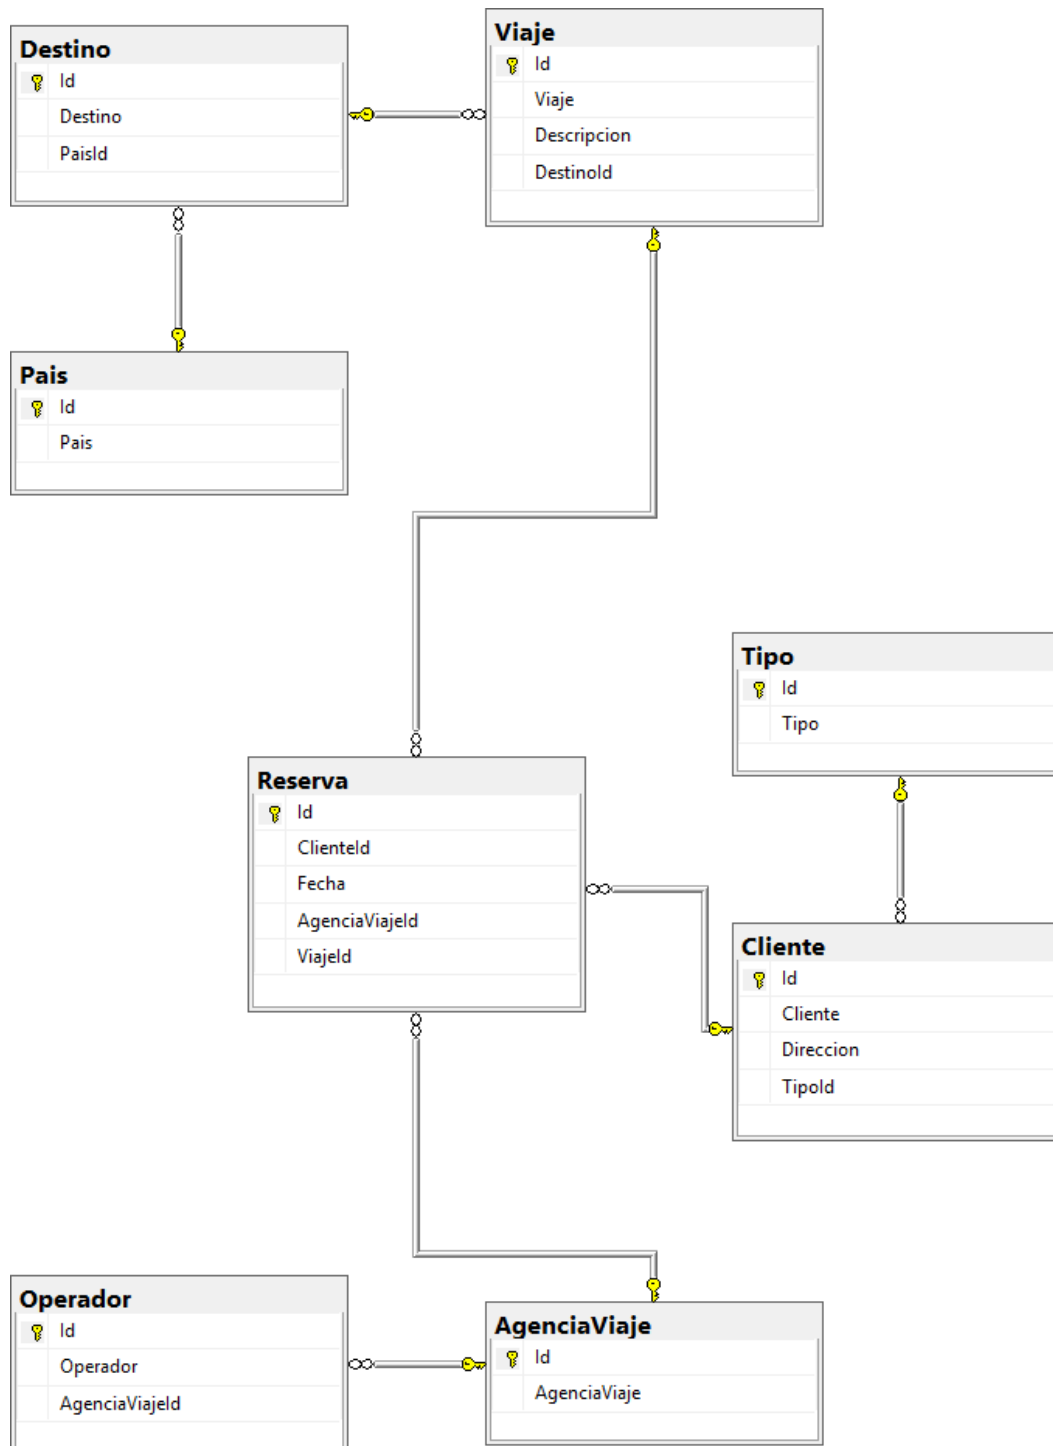 Destino
Id
Destino
PaisId
Viaje
Id
Viaje
Descripcion
DestinoId
Pais
Id
Pais
Tipo
Id
Tipo
Reserva
Id
ClienteId
Fecha
AgenciaViajeId
ViajeId
Cliente
Id
Cliente
Direccion
TipoId
Operador
Id
Operador
AgenciaViajeId
AgenciaViaje
Id
AgenciaViaje